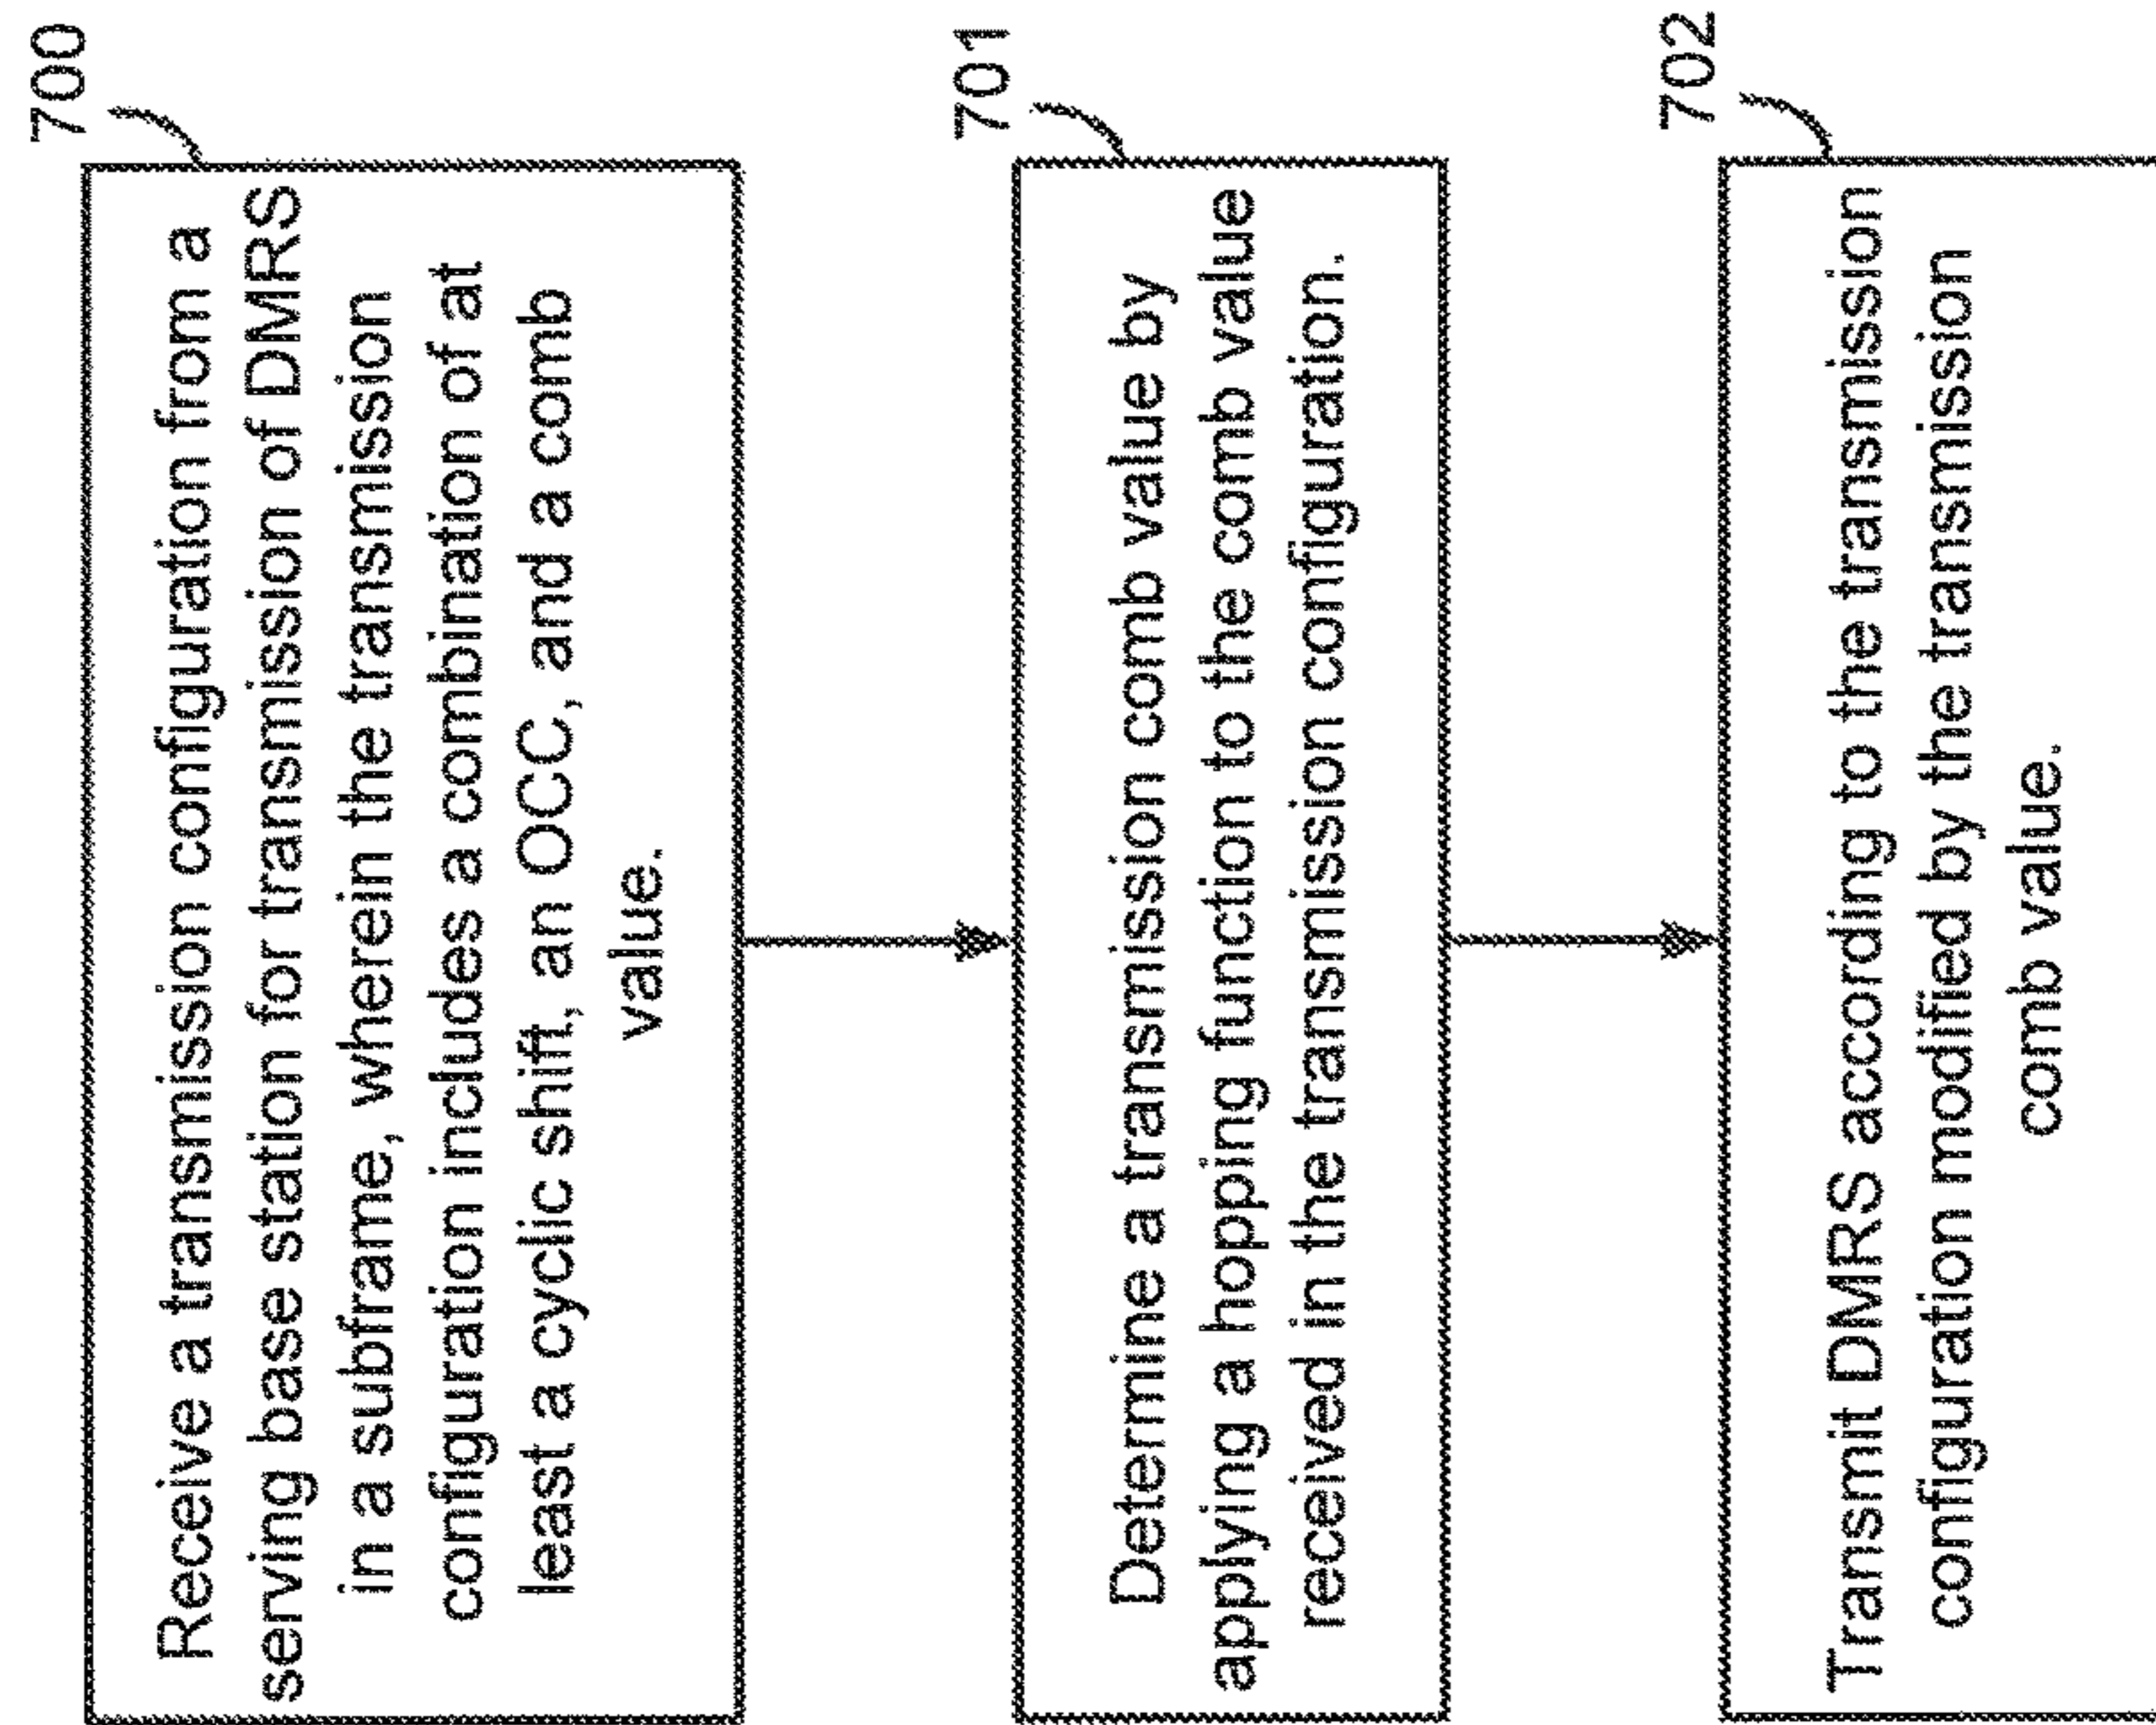 700
Receive a transmission configuration from a
serving base station for transmission of DMRS
in a subframe, wherein the transmission
configuration includes a combination of at
least a cyclic shift, an OCC, and a comb
value.
701
Determine a transmission comb value by
applying a hopping function to the comb value
received in the transmission configuration.
702
Transmit DMRS according to the transmission
configuration modified by the transmission
comb value.